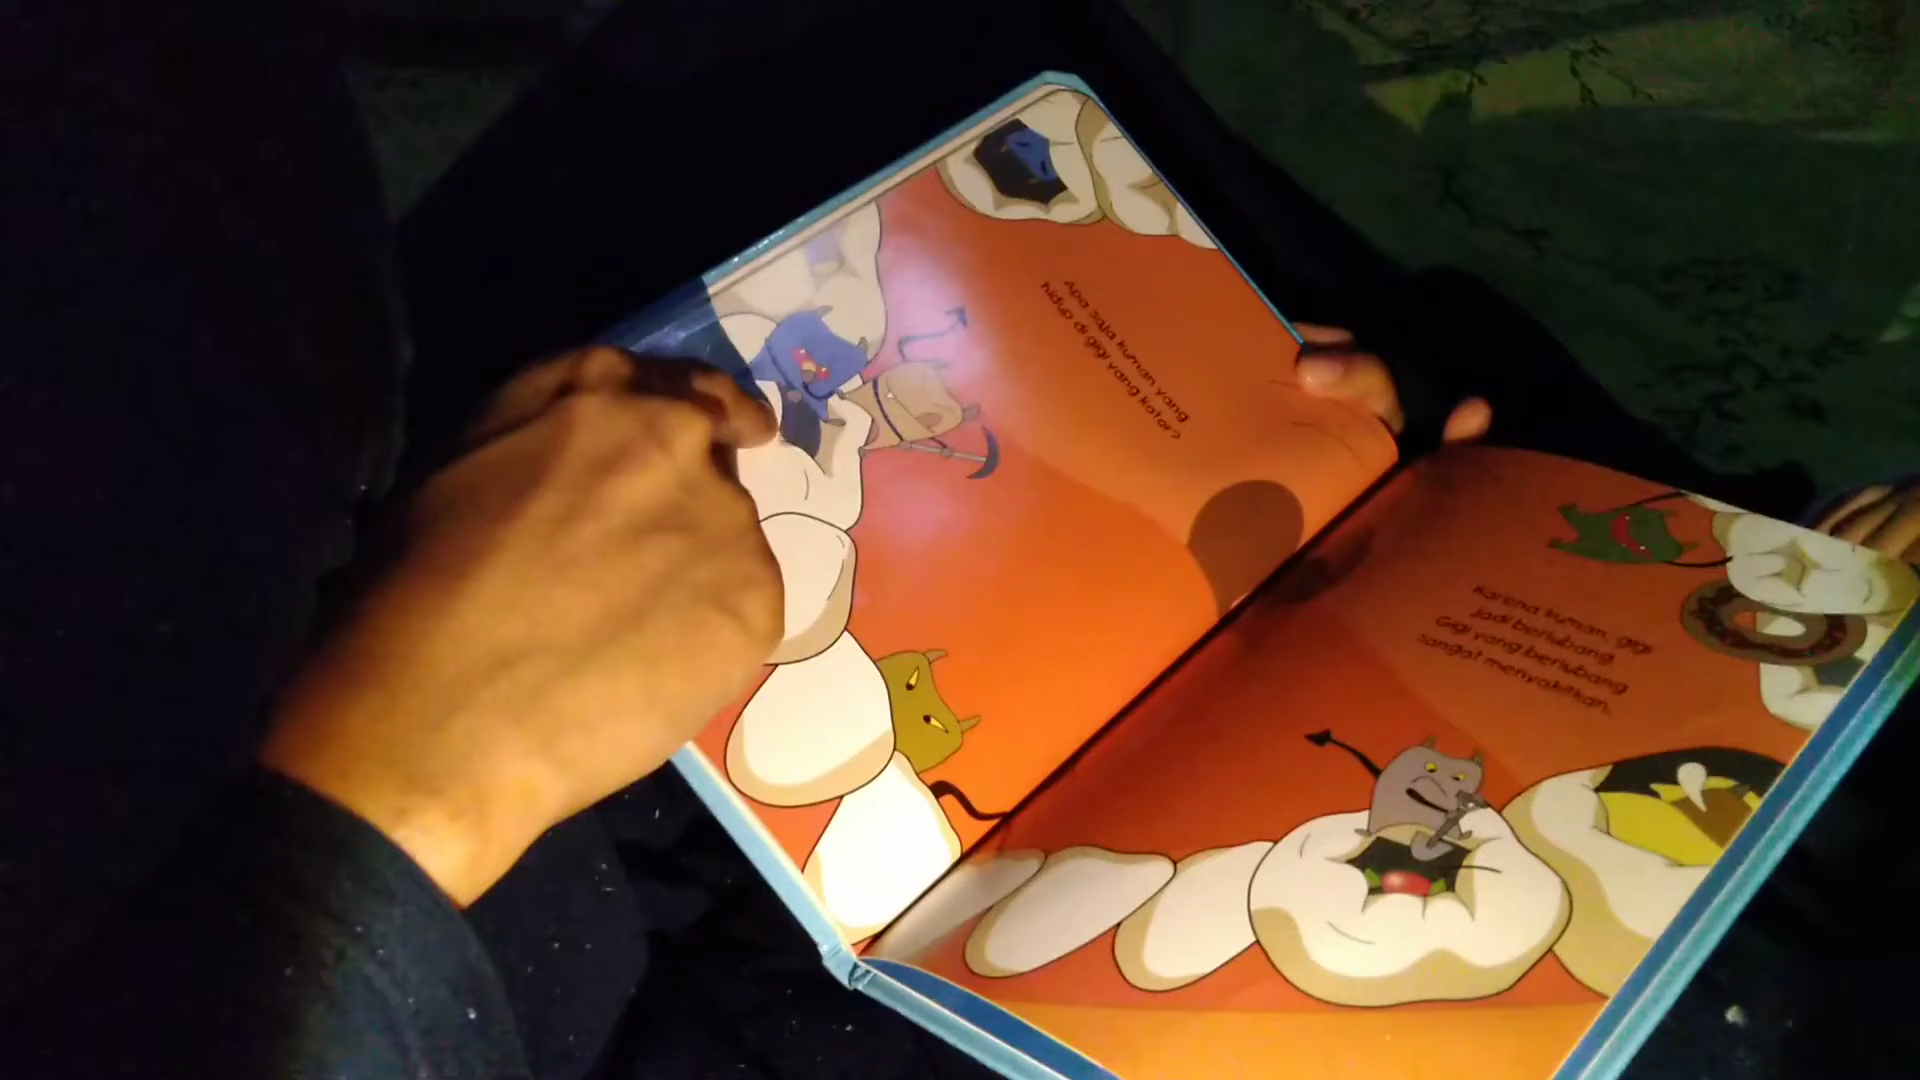 Apa saja kuman yang
hidup di gigi yang kotor?
Karena kuman, gigi
jadi berlubang.
Gigi yang berlubang
sangat menyakitkan.